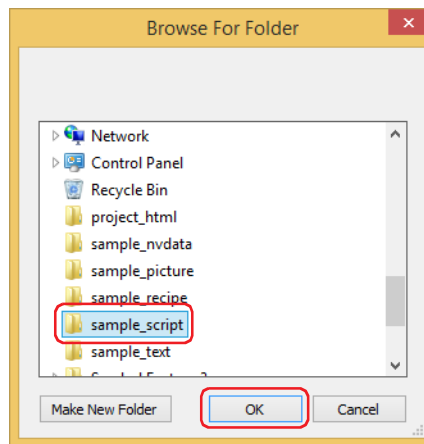 Browse For Folder
Network
Control Panel
Recycle Bin
project_html
sample_nvdata
sample_picture
sample_recipe
sample_script
sample_text
Make New Folder
OK
Cancel